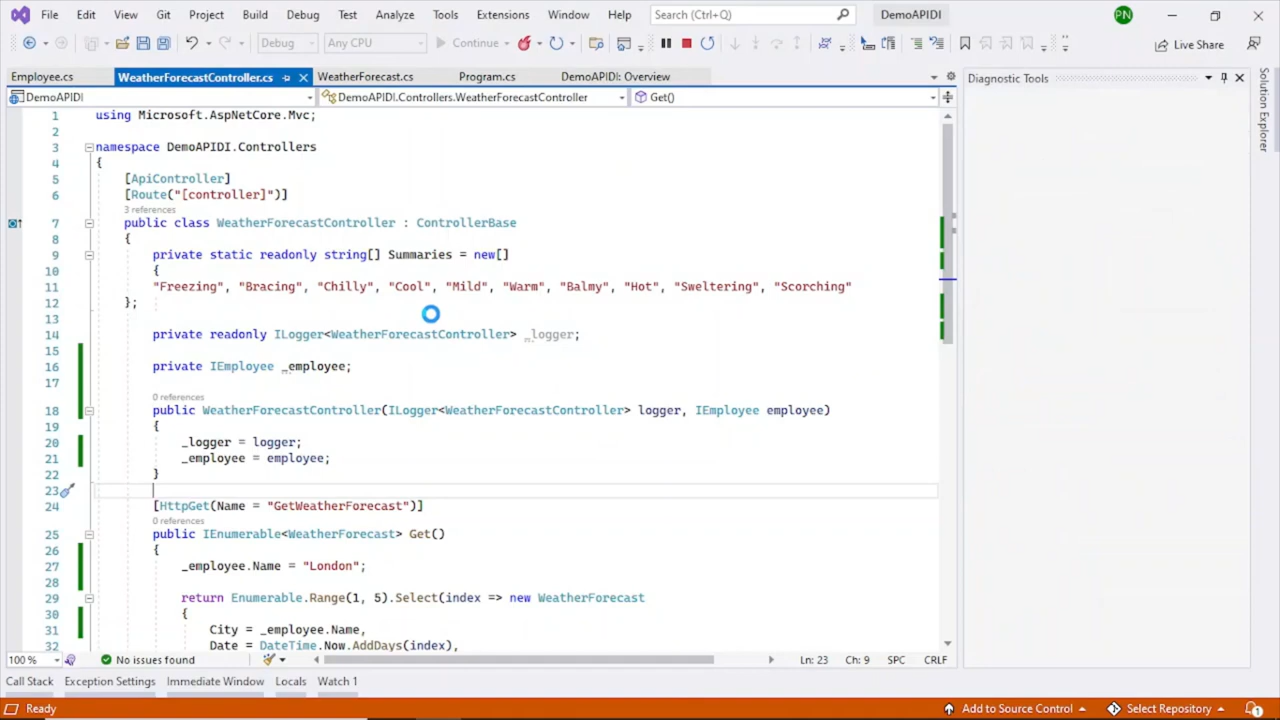 File Edit View Git Project Build Debug Test Analyze Tools Extensions Window Help Search (Ctrl+Q) DemoAPIDI PN
Debug Any CPU Continue Live Share
Employee.cs WeatherForecastController.cs WeatherForecast.cs Program.cs DemoAPIDI: Overview
Diagnostic Tools
Solution Explorer
DemoAPIDI DemoAPIDI.Controllers.WeatherForecastController Get()
1 using Microsoft.AspNetCore.Mvc;
2
3 namespace DemoAPIDI.Controllers
4 {
5 [ApiController]
6 [Route("[controller]")]
3 references
7 public class WeatherForecastController : ControllerBase
8 {
9 private static readonly string[] Summaries = new[]
10 {
11 "Freezing", "Bracing", "Chilly", "Cool", "Mild", "Warm", "Balmy", "Hot", "Sweltering", "Scorching"
12 };
13
14 private readonly ILogger<WeatherForecastController> _logger;
15
16 private IEmployee _employee;
17
0 references
18 public WeatherForecastController(ILogger<WeatherForecastController> logger, IEmployee employee)
19 {
20 _logger = logger;
21 _employee = employee;
22 }
23
24 [HttpGet(Name = "GetWeatherForecast")]
0 references
25 public IEnumerable<WeatherForecast> Get()
26 {
27 _employee.Name = "London";
28
29 return Enumerable.Range(1, 5).Select(index => new WeatherForecast
30 {
31 City = _employee.Name,
32 Date = DateTime.Now.AddDays(index),
100 % No issues found Ln: 23 Ch: 9 SPC CRLF
Call Stack Exception Settings Immediate Window Locals Watch 1
Ready Add to Source Control Select Repository 1